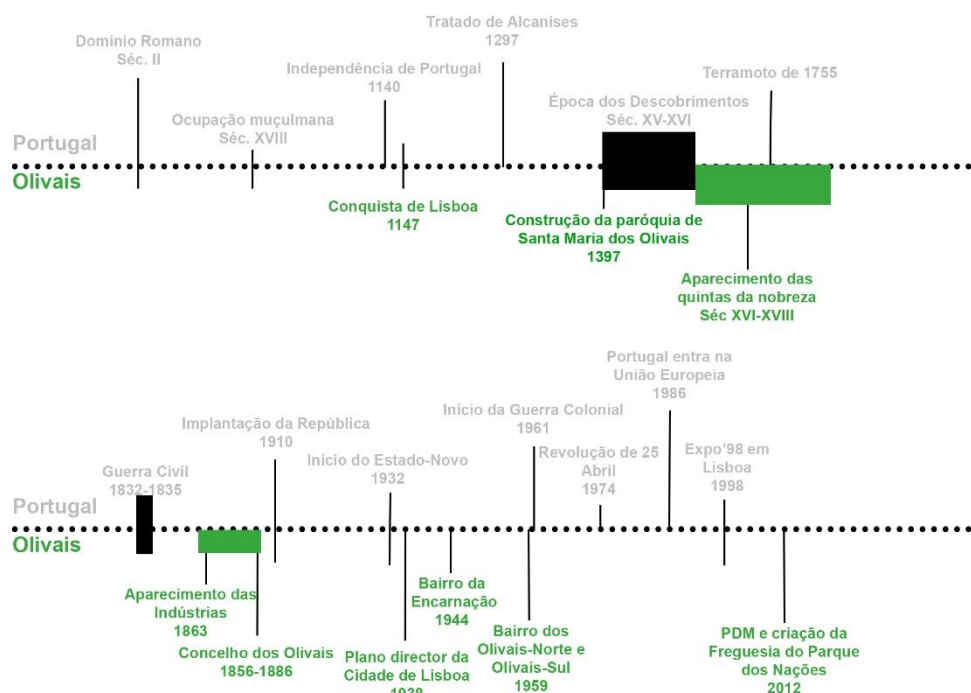 Domínio Romano
Séc. II
Ocupação muçulmana
Séc. XVIII
Independência de Portugal
1140
Tratado de Alcanises
1297
Época dos Descobrimentos
Séc. XV-XVI
Terramoto de 1755
Portugal
Olivais
Conquista de Lisboa
1147
Construção da paróquia de
Santa Maria dos Olivais
1397
Aparecimento das
quintas da nobreza
Séc XVI-XVIII
Guerra Civil
1832-1835
Implantação da República
1910
Início do Estado-Novo
1932
Início da Guerra Colonial
1961
Revolução de 25
Abril
1974
Portugal entra na
União Europeia
1986
Expo'98 em
Lisboa
1998
Portugal
Olivais
Aparecimento das
Indústrias
1863
Concelho dos Olivais
1856-1886
Plano director da
Cidade de Lisboa
1938
Bairro da
Encarnação
1944
Bairro dos
Olivais-Norte e
Olivais-Sul
1959
PDM e criação da
Freguesia do Parque
dos Nações
2012